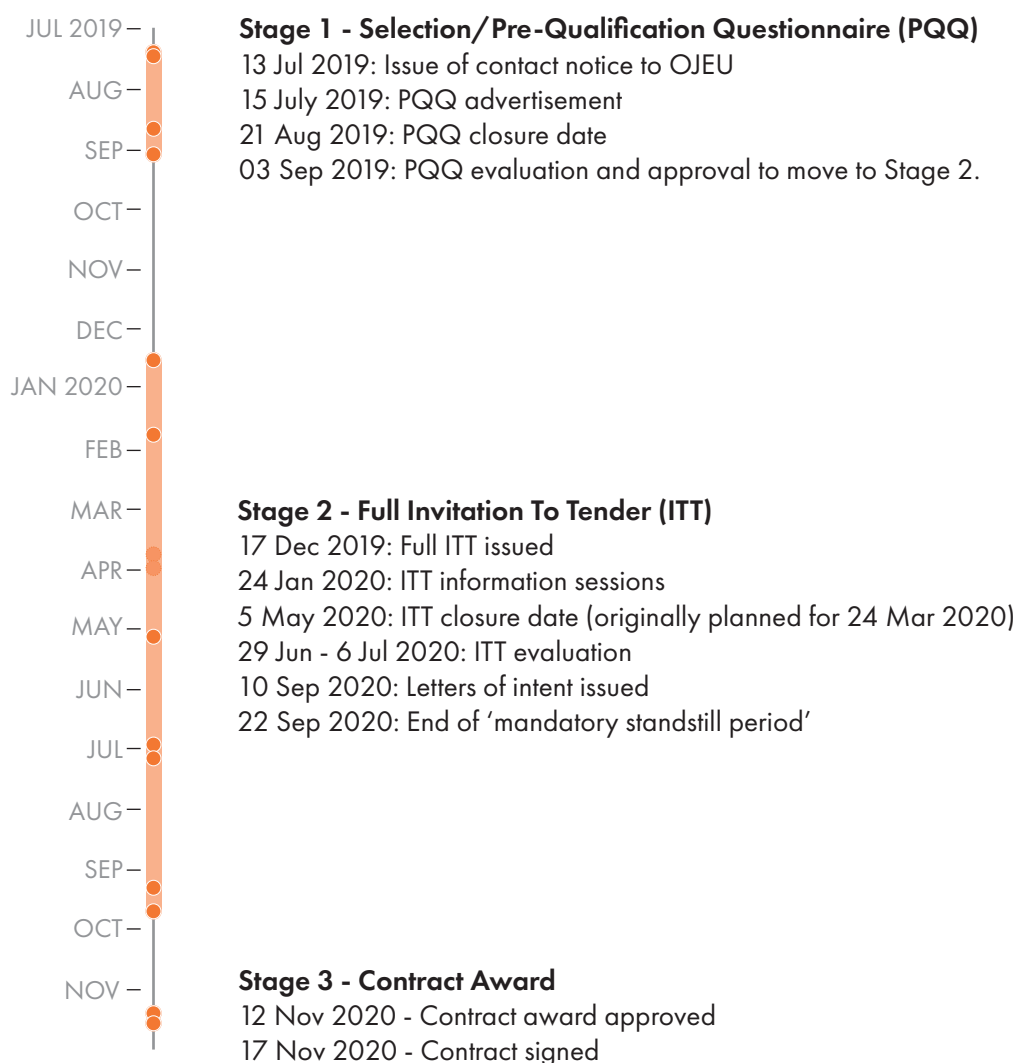 JUL 2019
AUG
SEP
OCT
NOV
DEC
JAN 2020
FEB
MAR
APR
MAY
JUN
JUL
AUG
SEP
OCT
NOV
Stage 1 - Selection/Pre-Qualification Questionnaire (PQQ)
13 Jul 2019: Issue of contact notice to OJEU
15 July 2019: PQQ advertisement
21 Aug 2019: PQQ closure date
03 Sep 2019: PQQ evaluation and approval to move to Stage 2.
Stage 2 - Full Invitation To Tender (ITT)
17 Dec 2019: Full ITT issued
24 Jan 2020: ITT information sessions
5 May 2020: ITT closure date (originally planned for 24 Mar 2020)
29 Jun - 6 Jul 2020: ITT evaluation
10 Sep 2020: Letters of intent issued
22 Sep 2020: End of ‘mandatory standstill period’
Stage 3 - Contract Award
12 Nov 2020 - Contract award approved
17 Nov 2020 - Contract signed